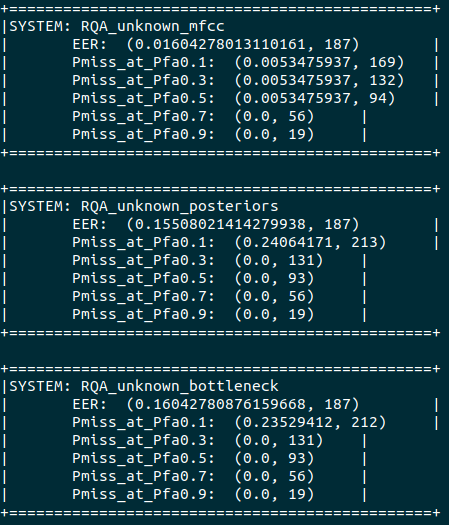 +===============================================+
|SYSTEM: RQA_unknown_mfcc
|       EER:  (0.01604278013110161, 187)        |
|       Pmiss_at_Pfa0.1:  (0.0053475937, 169)   |
|       Pmiss_at_Pfa0.3:  (0.0053475937, 132)   |
|       Pmiss_at_Pfa0.5:  (0.0053475937, 94)    |
|       Pmiss_at_Pfa0.7:  (0.0, 56)     |
|       Pmiss_at_Pfa0.9:  (0.0, 19)     |
+===============================================+

+===============================================+
|SYSTEM: RQA_unknown_posteriors
|       EER:  (0.15508021414279938, 187)        |
|       Pmiss_at_Pfa0.1:  (0.24064171, 213)     |
|       Pmiss_at_Pfa0.3:  (0.0, 131)    |
|       Pmiss_at_Pfa0.5:  (0.0, 93)     |
|       Pmiss_at_Pfa0.7:  (0.0, 56)     |
|       Pmiss_at_Pfa0.9:  (0.0, 19)     |
+===============================================+

+===============================================+
|SYSTEM: RQA_unknown_bottleneck
|       EER:  (0.16042780876159668, 187)        |
|       Pmiss_at_Pfa0.1:  (0.23529412, 212)     |
|       Pmiss_at_Pfa0.3:  (0.0, 131)    |
|       Pmiss_at_Pfa0.5:  (0.0, 93)     |
|       Pmiss_at_Pfa0.7:  (0.0, 56)     |
|       Pmiss_at_Pfa0.9:  (0.0, 19)     |
+===============================================+